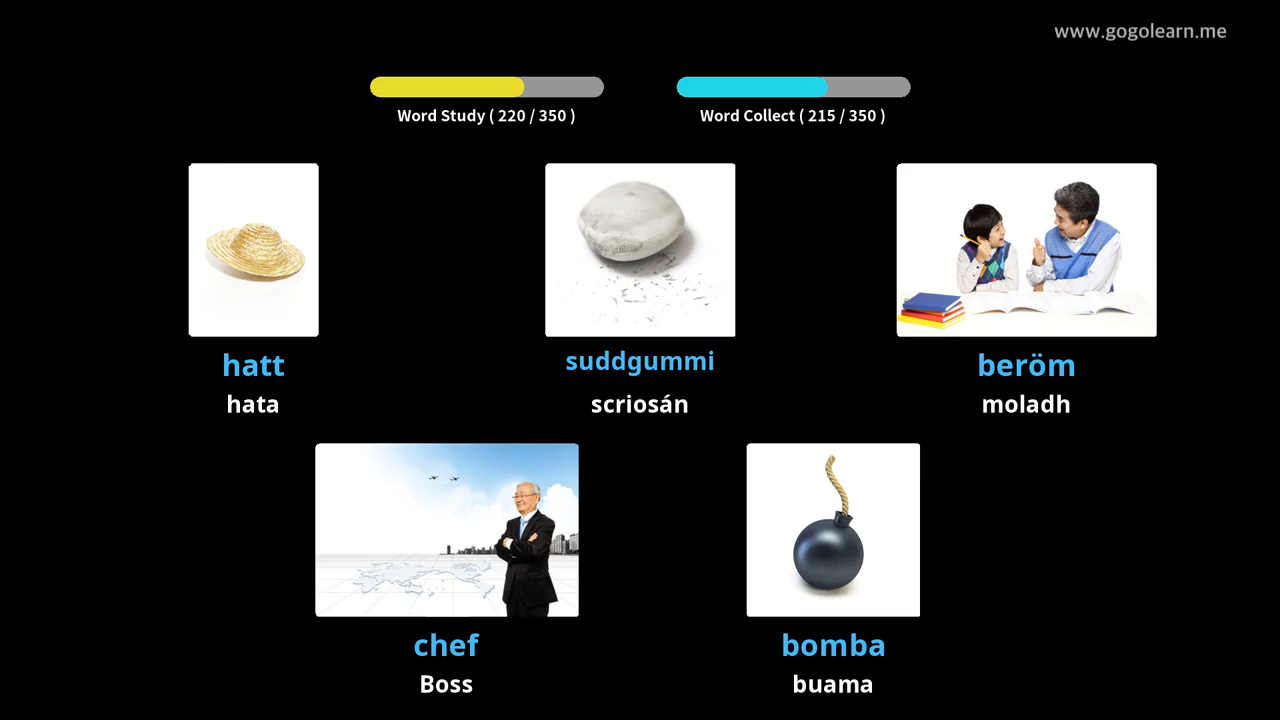 www.gogolearn.me
Word Study ( 220 / 350 )
Word Collect ( 215 / 350 )
hatt
hata
suddgummi
scriosán
beröm
moladh
chef
Boss
bomba
buama